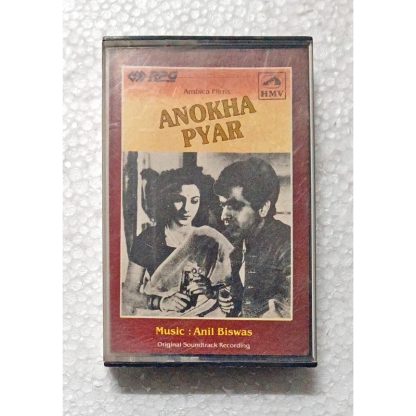 RPG
HMV
Ambica Films
ANOKHA
PYAR
Music : Anil Biswas
Original Soundtrack Recording